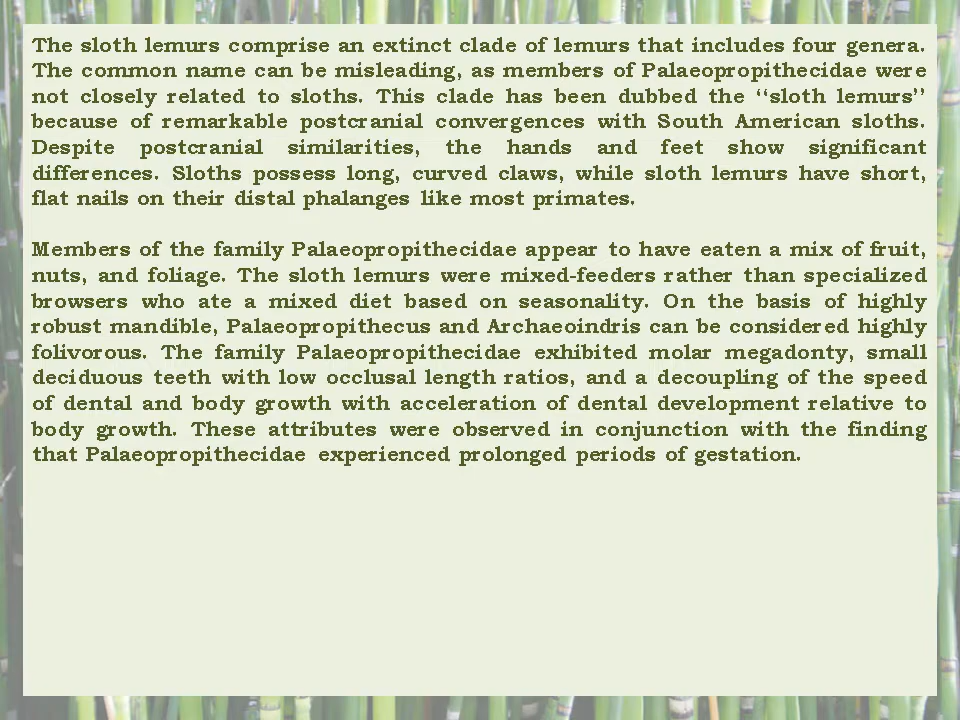 The sloth lemurs comprise an extinct clade of lemurs that includes four genera.
The common name can be misleading, as members of Palaeopropithecidae were
not closely related to sloths. This clade has been dubbed the “sloth lemurs”
because of remarkable postcranial convergences with South American sloths.
Despite postcranial similarities, the hands and feet show significant
differences. Sloths possess long, curved claws, while sloth lemurs have short,
flat nails on their distal phalanges like most primates.

Members of the family Palaeopropithecidae appear to have eaten a mix of fruit,
nuts, and foliage. The sloth lemurs were mixed-feeders rather than specialized
browsers who ate a mixed diet based on seasonality. On the basis of highly
robust mandible, Palaeopropithecus and Archaeoindris can be considered highly
folivorous. The family Palaeopropithecidae exhibited molar megadonty, small
deciduous teeth with low occlusal length ratios, and a decoupling of the speed
of dental and body growth with acceleration of dental development relative to
body growth. These attributes were observed in conjunction with the finding
that Palaeopropithecidae experienced prolonged periods of gestation.